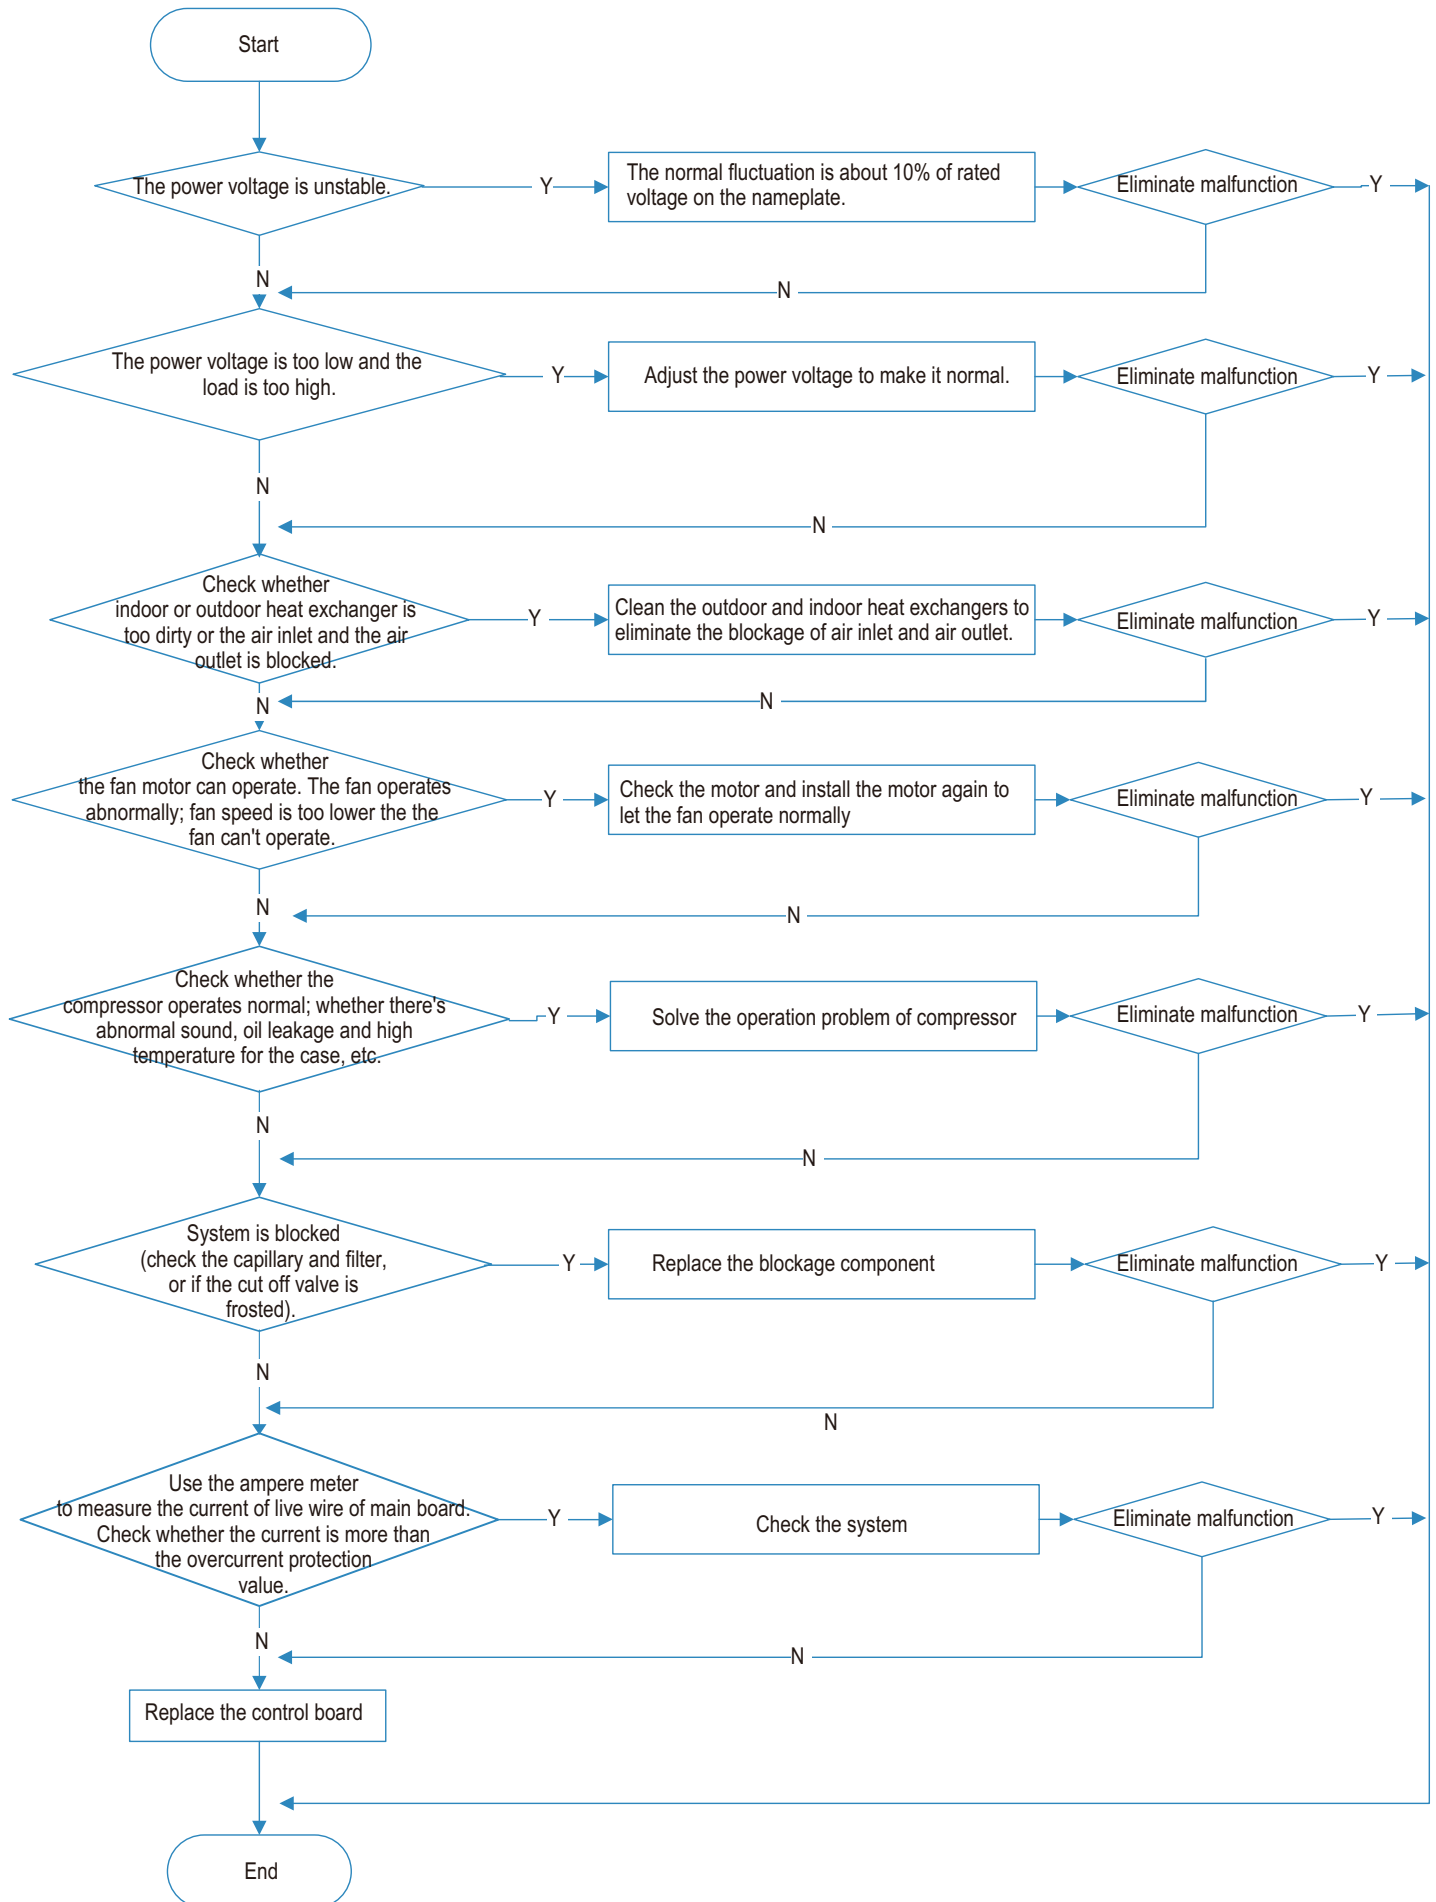 Start
The power voltage is unstable.
Y
The normal fluctuation is about 10% of rated
voltage on the nameplate.
Eliminate malfunction
Y
N
N
The power voltage is too low and the
load is too high.
Y
Adjust the power voltage to make it normal.
Eliminate malfunction
Y
N
N
Check whether
indoor or outdoor heat exchanger is
too dirty or the air inlet and the air
outlet is blocked.
Y
Clean the outdoor and indoor heat exchangers to
eliminate the blockage of air inlet and air outlet.
Eliminate malfunction
Y
N
N
Check whether
the fan motor can operate. The fan operates
abnormally; fan speed is too lower the the
fan can't operate.
Y
Check the motor and install the motor again to
let the fan operate normally
Eliminate malfunction
Y
N
N
Check whether the
compressor operates normal; whether there's
abnormal sound, oil leakage and high
temperature for the case, etc.
Y
Solve the operation problem of compressor
Eliminate malfunction
Y
N
N
System is blocked
(check the capillary and filter,
or if the cut off valve is
frosted).
Y
Replace the blockage component
Eliminate malfunction
Y
N
N
Use the ampere meter
to measure the current of live wire of main board.
Check whether the current is more than
the overcurrent protection
value.
Y
Check the system
Eliminate malfunction
Y
N
N
Replace the control board
End